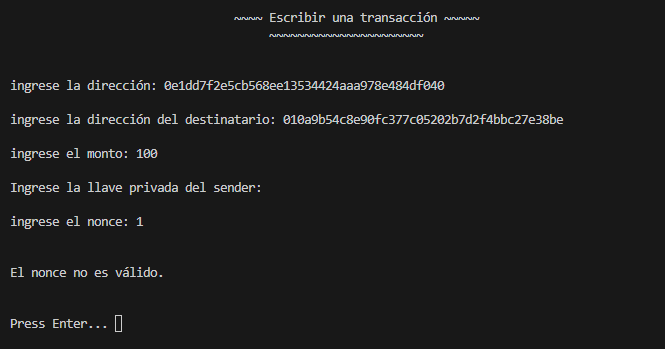 ~~~~ Escribir una transacción ~~~~~
~~~~~~~~~~~~~~~~~~~~~~
ingrese la dirección: 0e1dd7f2e5cb568ee13534424aaa978e484df040
ingrese la dirección del destinatario: 010a9b54c8e90fc377c05202b7d2f4bbc27e38be
ingrese el monto: 100
Ingrese la llave privada del sender:
ingrese el nonce: 1
El nonce no es válido.
Press Enter...